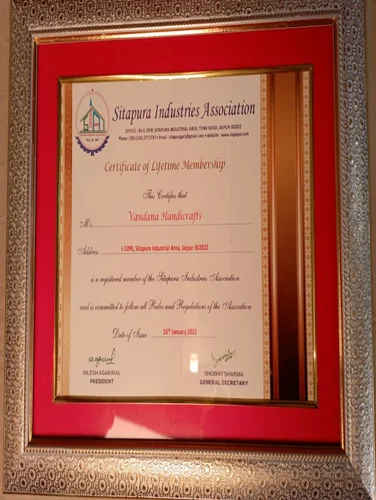 Sitapura Industries Association
Certificate of Lifetime Membership
This Certifies that
M/s Vandana Handicrafts
Address J-1099, Sitapura Industrial Area, Jaipur-302022
is a registered member of the Sitapura Industries Association
and is committed to follow all Rules and Regulations of the Association
Date of Issue : 26th January 2022
NILESH AGARWAL
PRESIDENT
SHOBHIT SHARMA
GENERAL SECRETARY